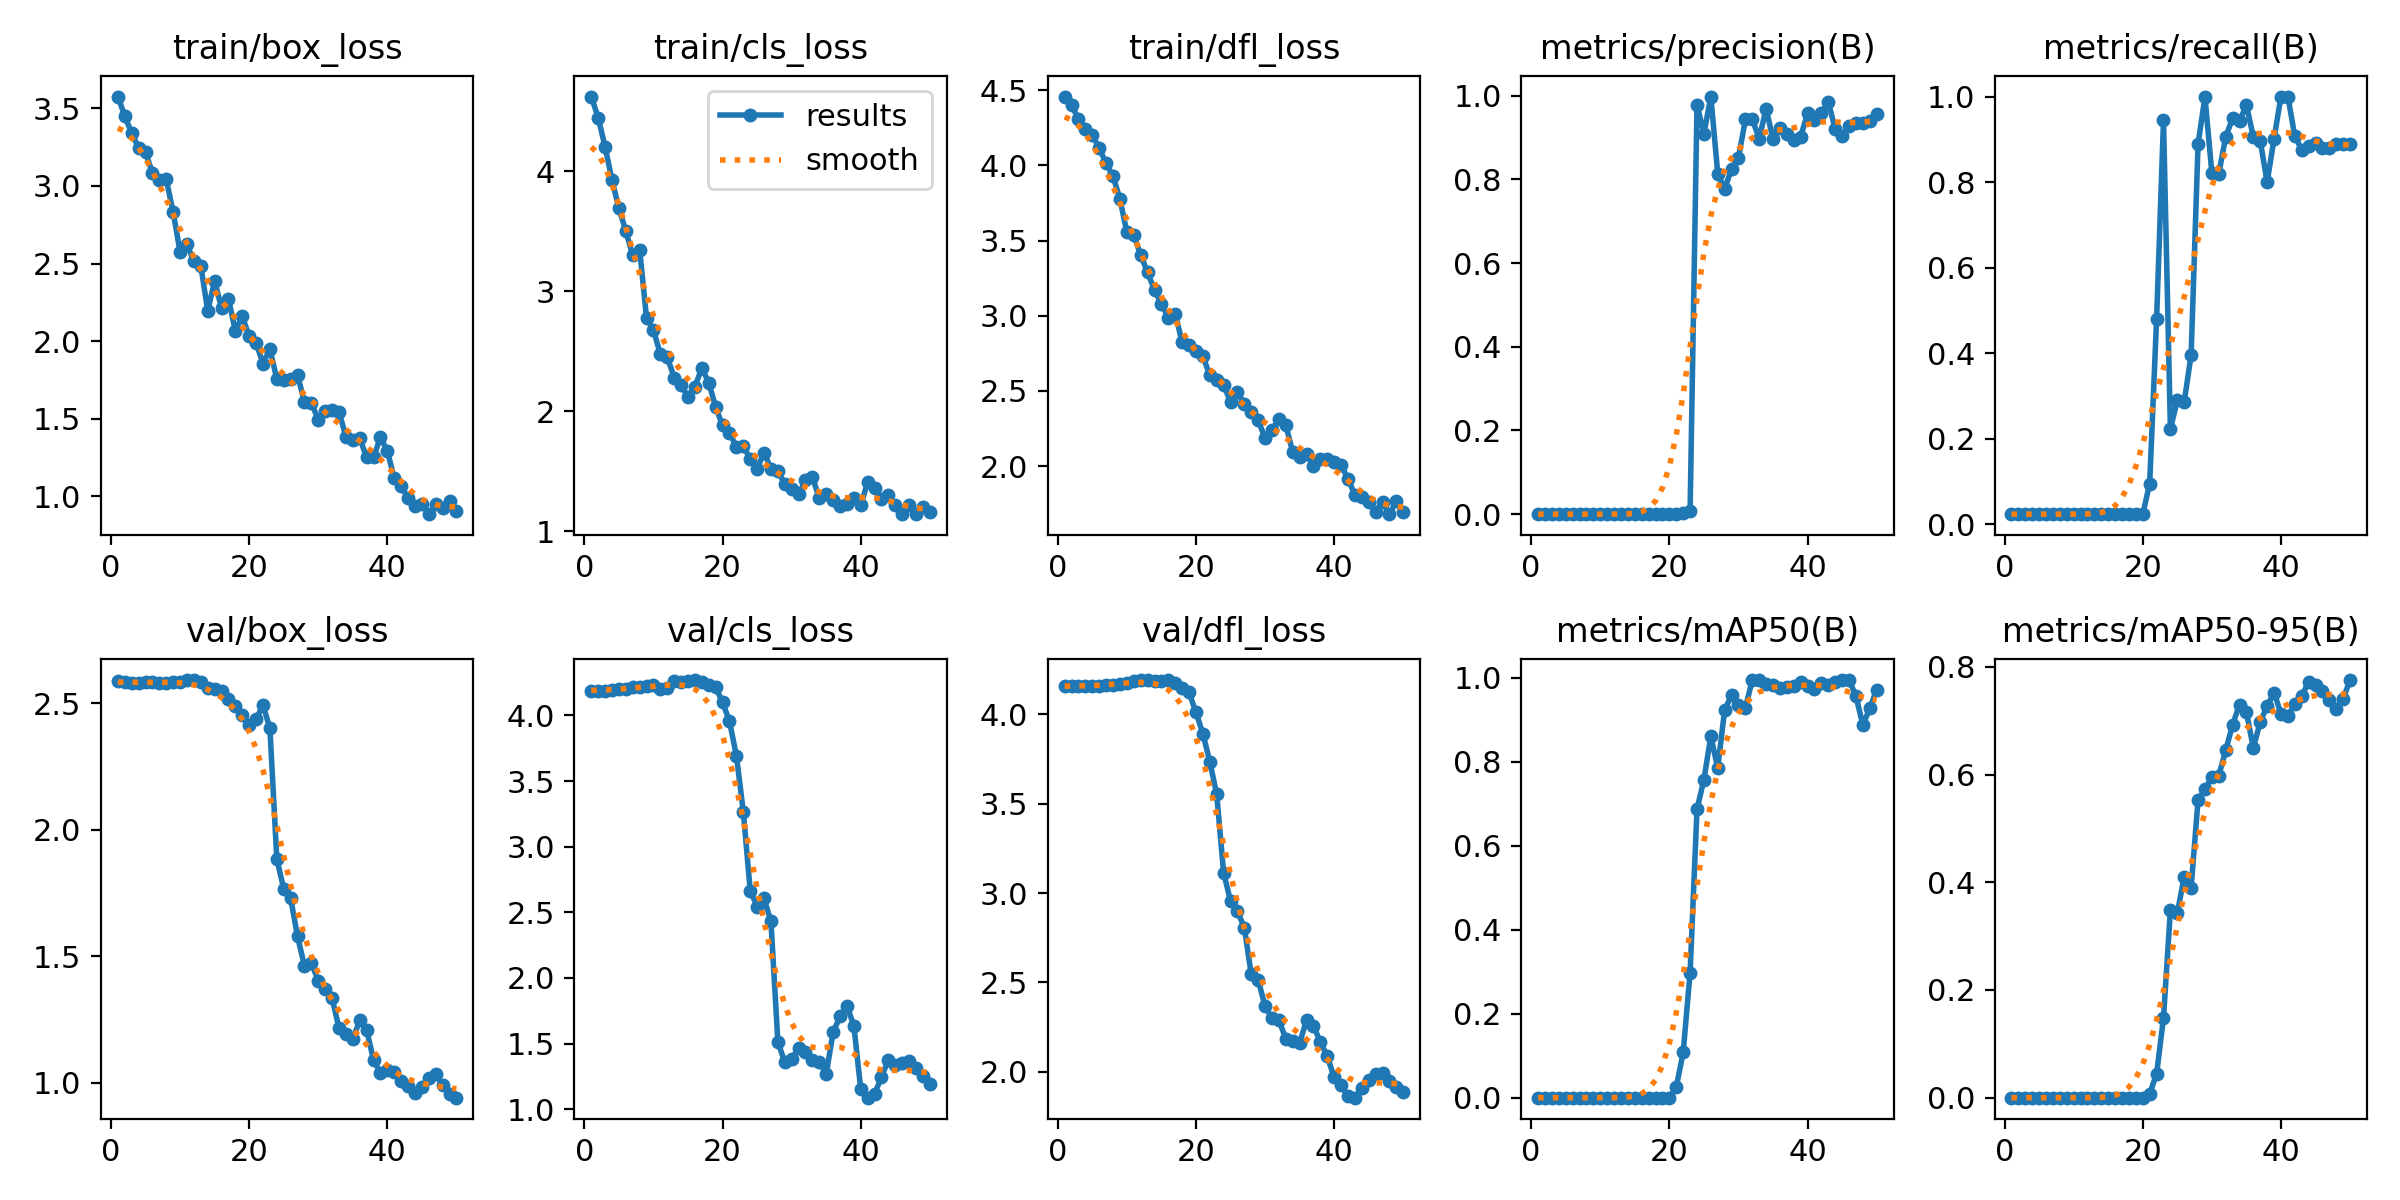 train/box_loss
3.5
3.0
2.5
2.0
1.5
1.0
0 20 40
train/cls_loss
results
smooth
4
3
2
1
0 20 40
train/dfl_loss
4.5
4.0
3.5
3.0
2.5
2.0
0 20 40
metrics/precision(B)
1.0
0.8
0.6
0.4
0.2
0.0
0 20 40
metrics/recall(B)
1.0
0.8
0.6
0.4
0.2
0.0
0 20 40
val/box_loss
2.5
2.0
1.5
1.0
0 20 40
val/cls_loss
4.0
3.5
3.0
2.5
2.0
1.5
1.0
0 20 40
val/dfl_loss
4.0
3.5
3.0
2.5
2.0
0 20 40
metrics/mAP50(B)
1.0
0.8
0.6
0.4
0.2
0.0
0 20 40
metrics/mAP50-95(B)
0.8
0.6
0.4
0.2
0.0
0 20 40